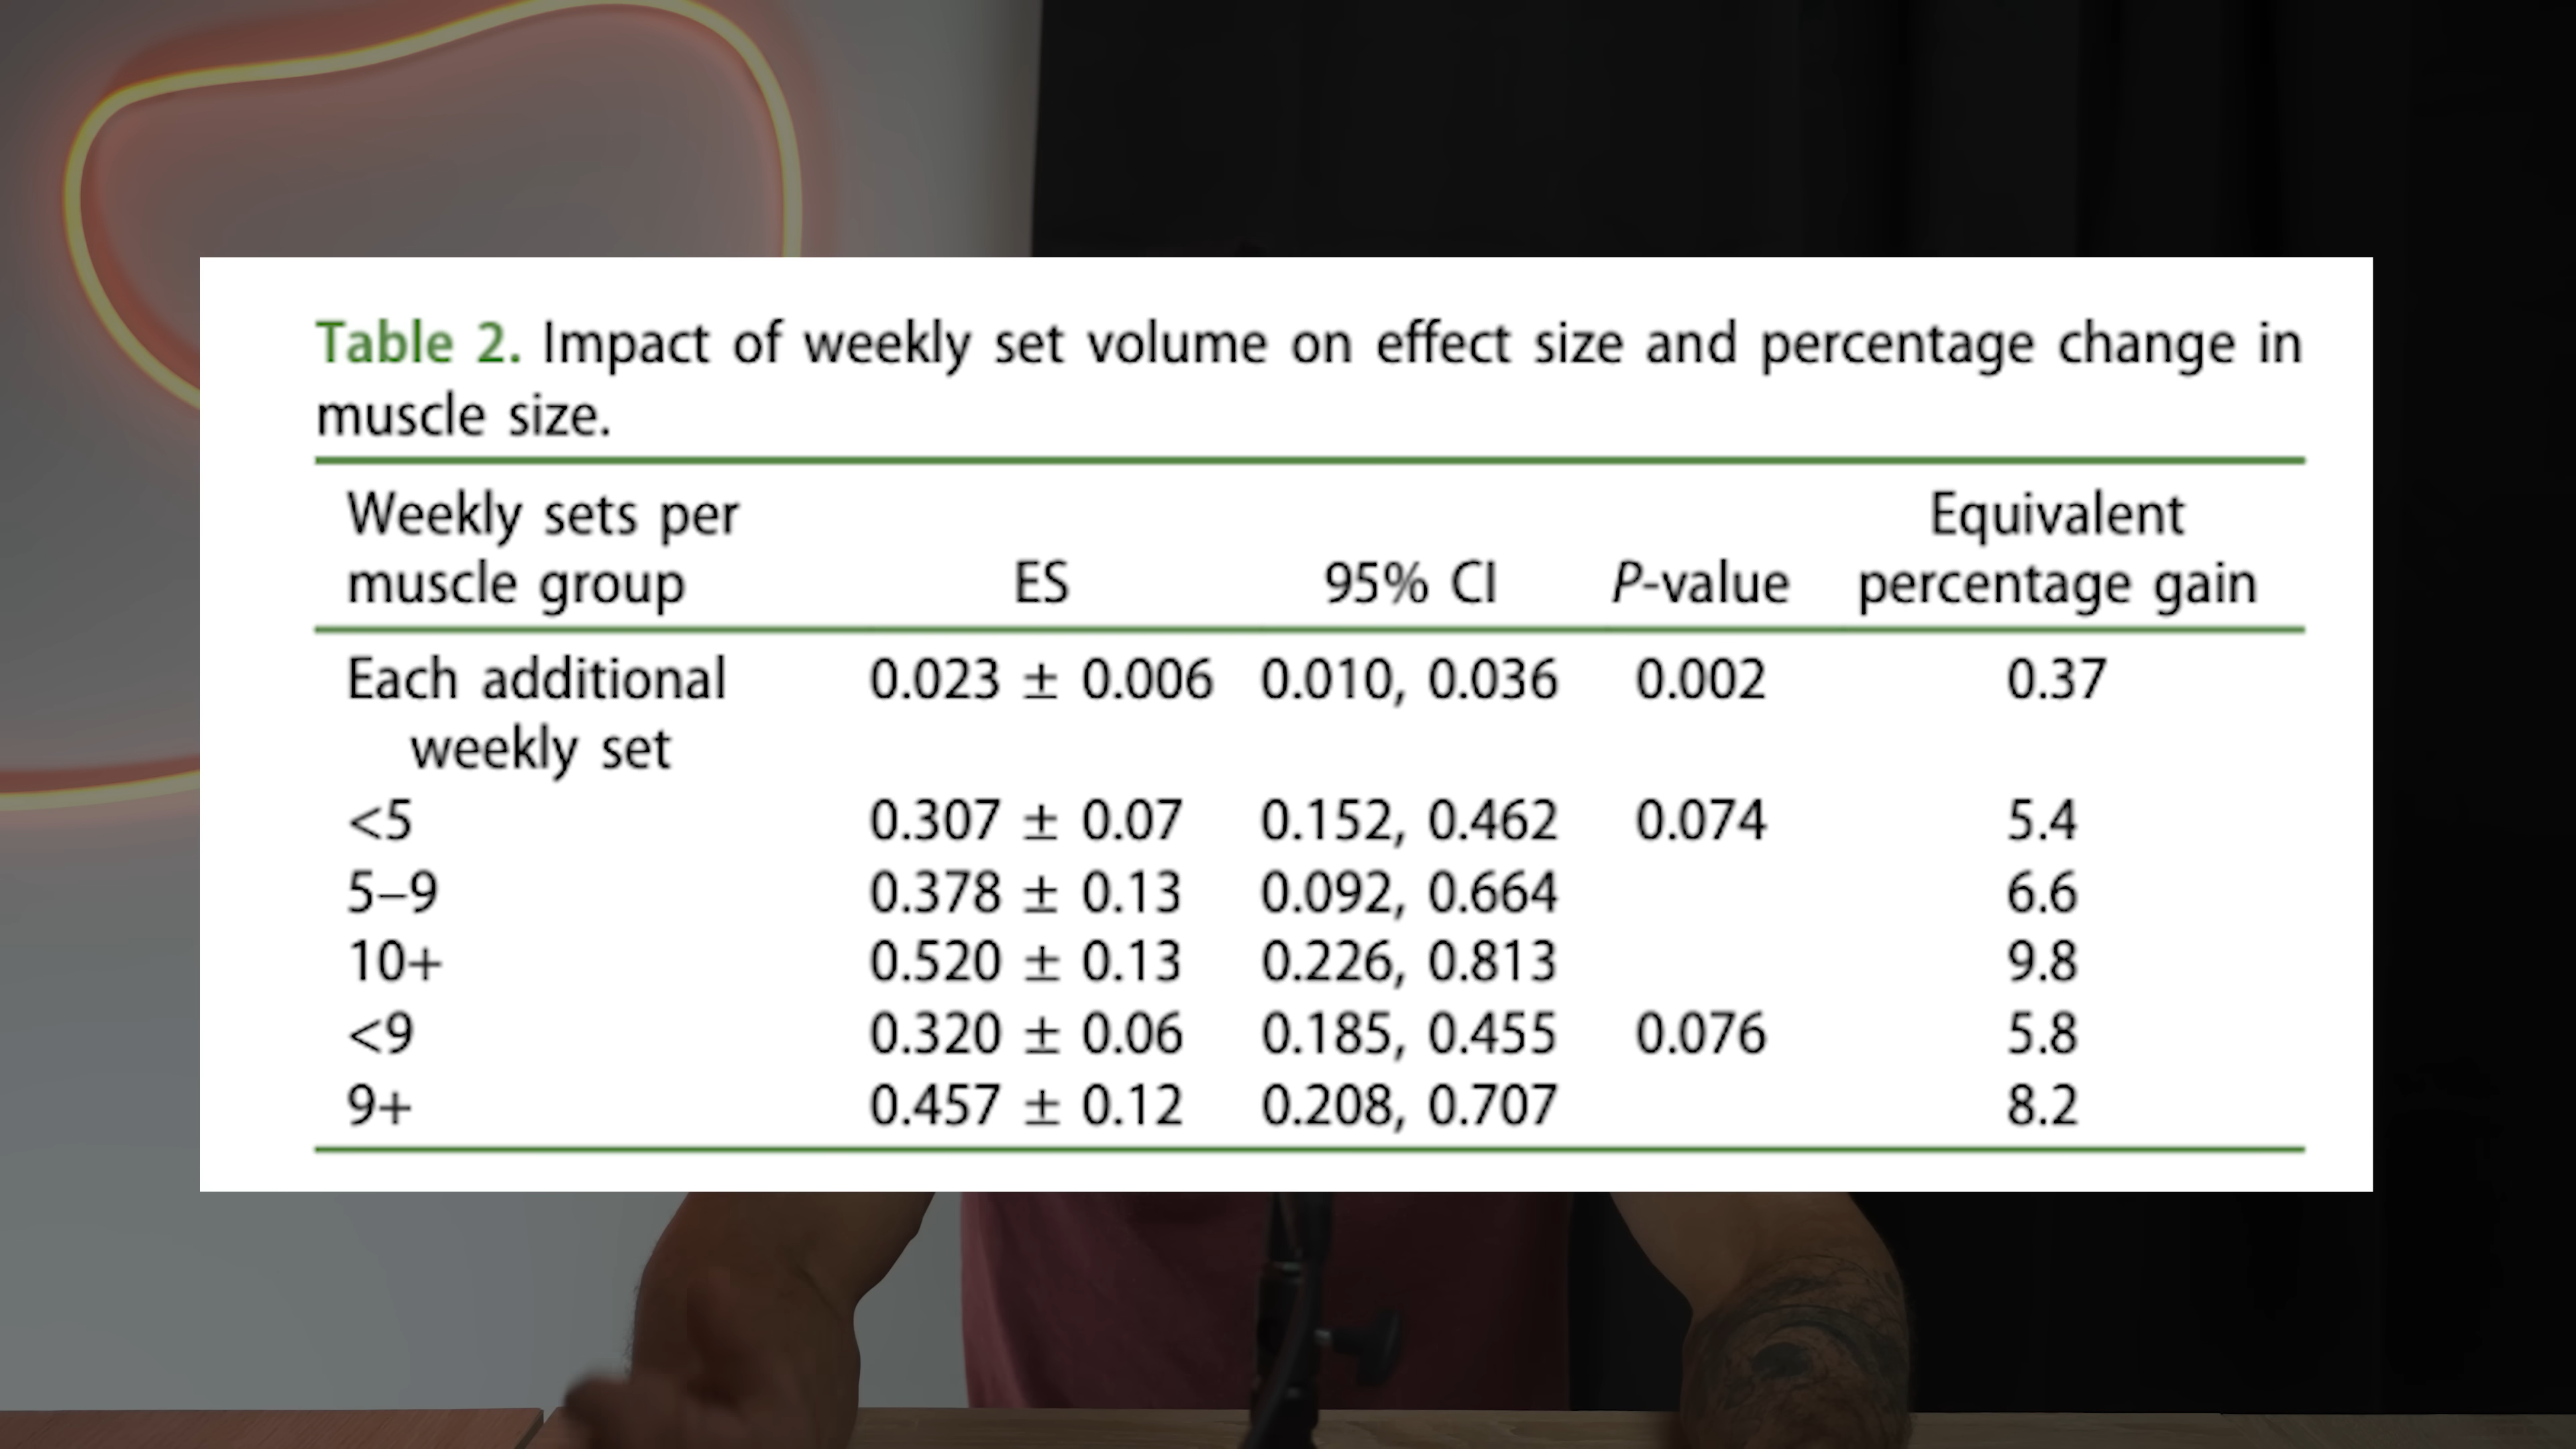 Table 2. Impact of weekly set volume on effect size and percentage change in
muscle size.
Weekly sets per muscle group ES 95% CI P-value Equivalent percentage gain
Each additional weekly set 0.023 ± 0.006 0.010, 0.036 0.002 0.37
<5 0.307 ± 0.07 0.152, 0.462 0.074 5.4
5–9 0.378 ± 0.13 0.092, 0.664 6.6
10+ 0.520 ± 0.13 0.226, 0.813 9.8
<9 0.320 ± 0.06 0.185, 0.455 0.076 5.8
9+ 0.457 ± 0.12 0.208, 0.707 8.2